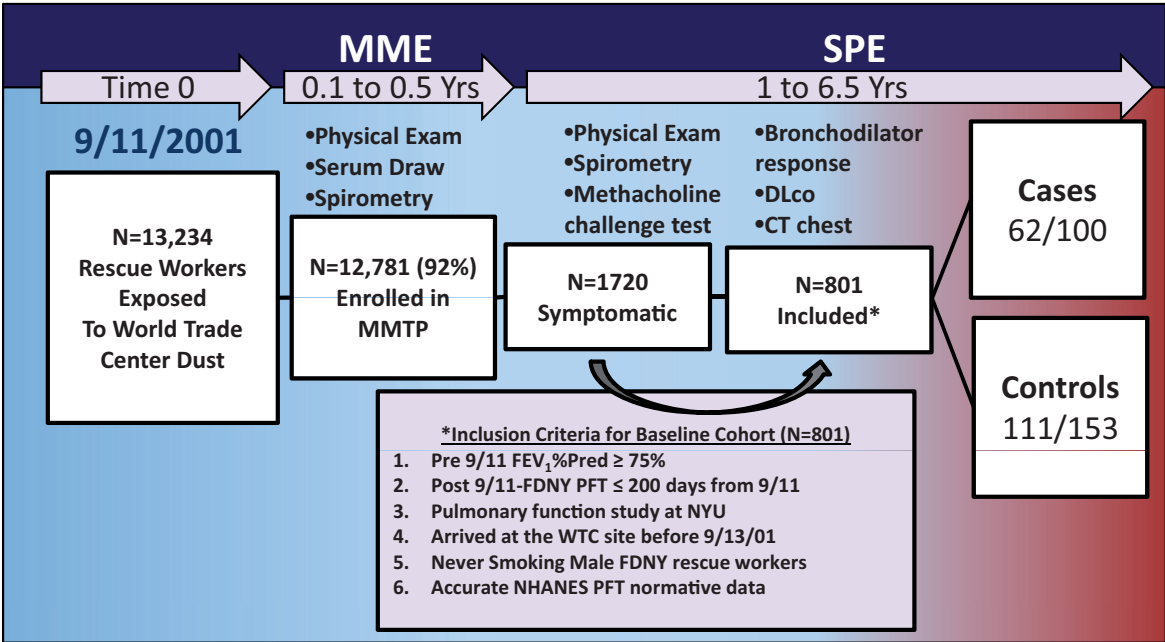 MME
SPE
Time 0
0.1 to 0.5 Yrs
1 to 6.5 Yrs
9/11/2001
•Physical Exam
•Serum Draw
•Spirometry
•Physical Exam
•Spirometry
•Methacholine
challenge test
•Bronchodilator
response
•DLco
•CT chest
N=13,234
Rescue Workers
Exposed
To World Trade
Center Dust
N=12,781 (92%)
Enrolled in
MMTP
N=1720
Symptomatic
N=801
Included*
Cases
62/100
Controls
111/153
*Inclusion Criteria for Baseline Cohort (N=801)
1. Pre 9/11 FEV₁%Pred ≥ 75%
2. Post 9/11-FDNY PFT ≤ 200 days from 9/11
3. Pulmonary function study at NYU
4. Arrived at the WTC site before 9/13/01
5. Never Smoking Male FDNY rescue workers
6. Accurate NHANES PFT normative data